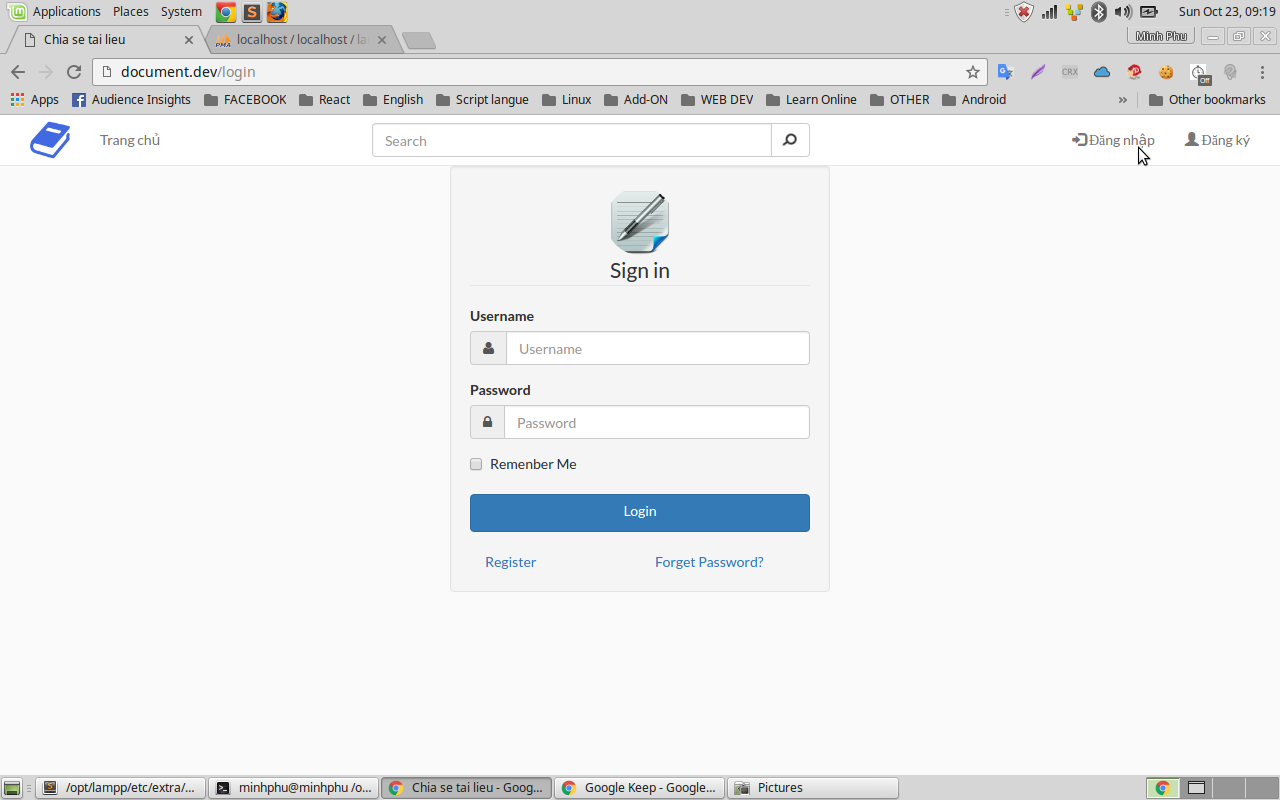 Applications Places System Sun Oct 23, 09:19
Chia se tai lieu localhost / localhost / la Minh Phu
document.dev/login CRX Off
Apps Audience Insights FACEBOOK React English Script langue Linux Add-ON WEB DEV Learn Online OTHER Android » Other bookmarks
Trang chủ Search Đăng nhập Đăng ký
Sign in
Username
Username
Password
Password
Remenber Me
Login
Register Forget Password?
/opt/lampp/etc/extra/... minhphu@minhphu /o... Chia se tai lieu - Goog... Google Keep - Google... Pictures